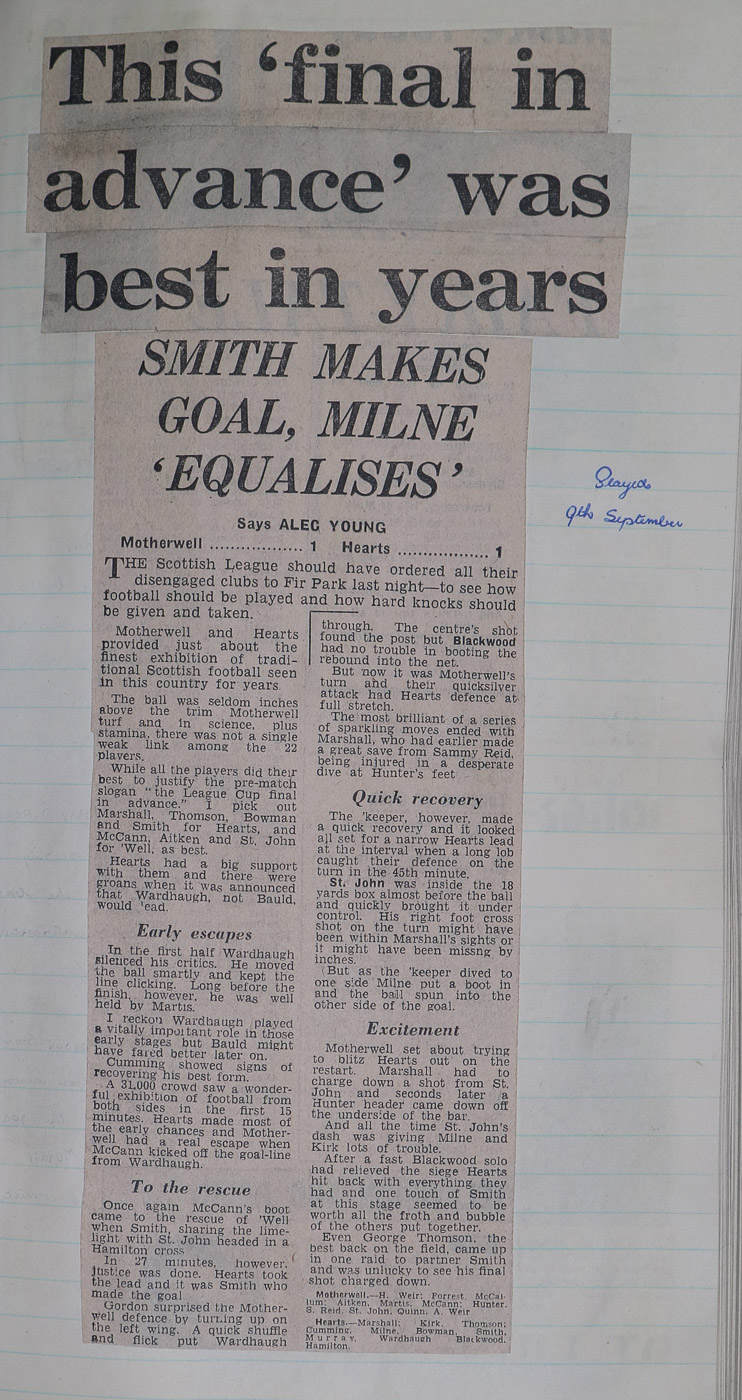 This ‘final in
advance’ was
best in years
SMITH MAKES
GOAL, MILNE
‘EQUALISES’
Says ALEC YOUNG
Motherwell .................. 1 Hearts .................. 1
THE Scottish League should have ordered all their
disengaged clubs to Fir Park last night—to see how
football should be played and how hard knocks should
be given and taken.
Motherwell and Hearts
provided just about the
finest exhibition of tradi-
tional Scottish football seen
in this country for years.
The ball was seldom inches
above the trim Motherwell
turf and in science, plus
stamina, there was not a single
weak link among the 22
players.
While all the players did their
best to justify the pre-match
slogan “the League Cup final
in advance.” I pick out
Marshall, Thomson, Bowman
and Smith for Hearts, and
McCann, Aitken and St. John
for 'Well, as best.
Hearts had a big support
with them and there were
groans when it was announced
that Wardhaugh, not Bauld,
would 'ead.
Early escapes
In the first half Wardhaugh
silenced his critics. He moved
the ball smartly and kept the
line clicking. Long before the
finish, however, he was well
held by Martis.
I reckon Wardhaugh played
a vitally important role in those
early stages but Bauld might
have fared better later on.
Cumming showed signs of
recovering his best form.
A 31,000 crowd saw a wonder-
ful exhibition of football from
both sides in the first 15
minutes. Hearts made most of
the early chances and Mother-
well had a real escape when
McCann kicked off the goal-line
from Wardhaugh.
To the rescue
Once again McCann's boot
came to the rescue of 'Well
when Smith, sharing the lime-
light with St. John headed in a
Hamilton cross
In 27 minutes, however,
justice was done. Hearts took
the lead and it was Smith who
made the goal
Gordon surprised the Mother-
well defence by turning up on
the left wing. A quick shuffle
and flick put Wardhaugh
through. The centre's shot
found the post but Blackwood
had no trouble in booting the
rebound into the net.
But now it was Motherwell's
turn and their quicksilver
attack had Hearts defence at
full stretch.
The most brilliant of a series
of sparkling moves ended with
Marshall, who had earlier made
a great save from Sammy Reid,
being injured in a desperate
dive at Hunter's feet
Quick recovery
The 'keeper, however, made
a quick recovery and it looked
all set for a narrow Hearts lead
at the interval when a long lob
caught their defence on the
turn in the 45th minute.
St. John was inside the 18
yards box almost before the ball
and quickly brought it under
control. His right foot cross
shot on the turn might have
been within Marshall's sights or
it might have been missng by
inches.
But as the 'keeper dived to
one side Milne put a boot in
and the ball spun into the
other side of the goal.
Excitement
Motherwell set about trying
to blitz Hearts out on the
restart. Marshall had to
charge down a shot from St.
John and seconds later a
Hunter header came down off
the underside of the bar.
And all the time St. John's
dash was giving Milne and
Kirk lots of trouble.
After a fast Blackwood solo
had relieved the siege Hearts
hit back with everything they
had and one touch of Smith
at this stage seemed to be
worth all the froth and bubble
of the others put together.
Even George Thomson, the
best back on the field, came up
in one raid to partner Smith
and was unlucky to see his final
shot charged down.
Motherwell.—H. Weir; Forrest, McCal-
lum; Aitken, Martis, McCann; Hunter,
S. Reid, St. John, Quinn, A. Weir
Hearts.—Marshall; Kirk, Thomson;
Cumming, Milne, Bowman, Smith,
Murray, Wardhaugh Blackwood,
Hamilton.
Played
9th September